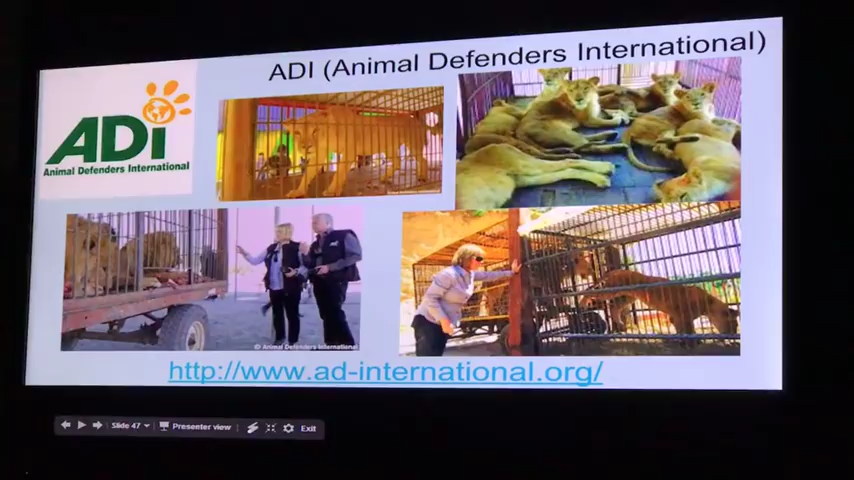 ADI (Animal Defenders International)
ADI
Animal Defenders International
© Animal Defenders International
http://www.ad-international.org/
Slide 47
Presenter view
Exit